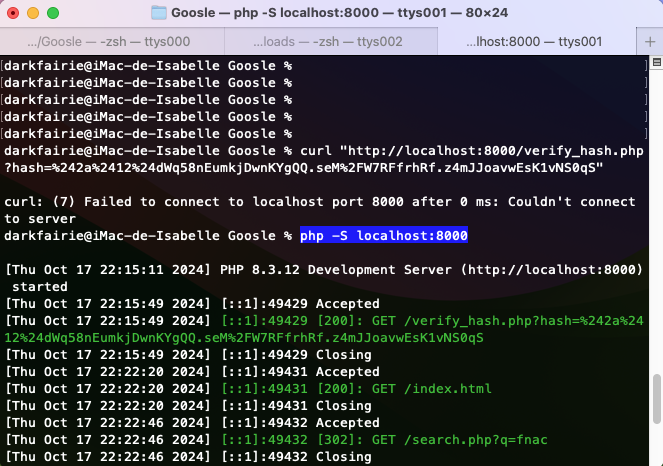 Goosle — php -S localhost:8000 — ttys001 — 80×24
.../Goosle — -zsh — ttys000
...loads — -zsh — ttys002
...lhost:8000 — ttys001
+
[darkfairie@iMac-de-Isabelle Goosle %                                           ]
[darkfairie@iMac-de-Isabelle Goosle %                                           ]
[darkfairie@iMac-de-Isabelle Goosle %                                           ]
[darkfairie@iMac-de-Isabelle Goosle %                                           ]
[darkfairie@iMac-de-Isabelle Goosle %                                           ]
darkfairie@iMac-de-Isabelle Goosle % curl "http://localhost:8000/verify_hash.php
?hash=%242a%2412%24dWq58nEumkjDwnKYgQQ.seM%2FW7RFfrhRf.z4mJJoavwEsK1vNS0qS"
curl: (7) Failed to connect to localhost port 8000 after 0 ms: Couldn't connect
to server
darkfairie@iMac-de-Isabelle Goosle % php -S localhost:8000
[Thu Oct 17 22:15:11 2024] PHP 8.3.12 Development Server (http://localhost:8000)
started
[Thu Oct 17 22:15:49 2024] [::1]:49429 Accepted
[Thu Oct 17 22:15:49 2024] [::1]:49429 [200]: GET /verify_hash.php?hash=%242a%24
12%24dWq58nEumkjDwnKYgQQ.seM%2FW7RFfrhRf.z4mJJoavwEsK1vNS0qS
[Thu Oct 17 22:15:49 2024] [::1]:49429 Closing
[Thu Oct 17 22:22:20 2024] [::1]:49431 Accepted
[Thu Oct 17 22:22:20 2024] [::1]:49431 [200]: GET /index.html
[Thu Oct 17 22:22:20 2024] [::1]:49431 Closing
[Thu Oct 17 22:22:46 2024] [::1]:49432 Accepted
[Thu Oct 17 22:22:46 2024] [::1]:49432 [302]: GET /search.php?q=fnac
[Thu Oct 17 22:22:46 2024] [::1]:49432 Closing